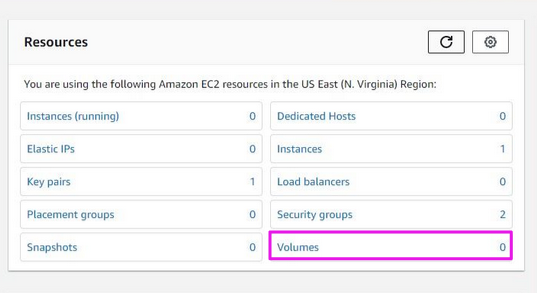 Resources
You are using the following Amazon EC2 resources in the US East (N. Virginia) Region:
Instances (running) 0 Dedicated Hosts 0
Elastic IPs 0 Instances 1
Key pairs 1 Load balancers 0
Placement groups 0 Security groups 2
Snapshots 0 Volumes 0